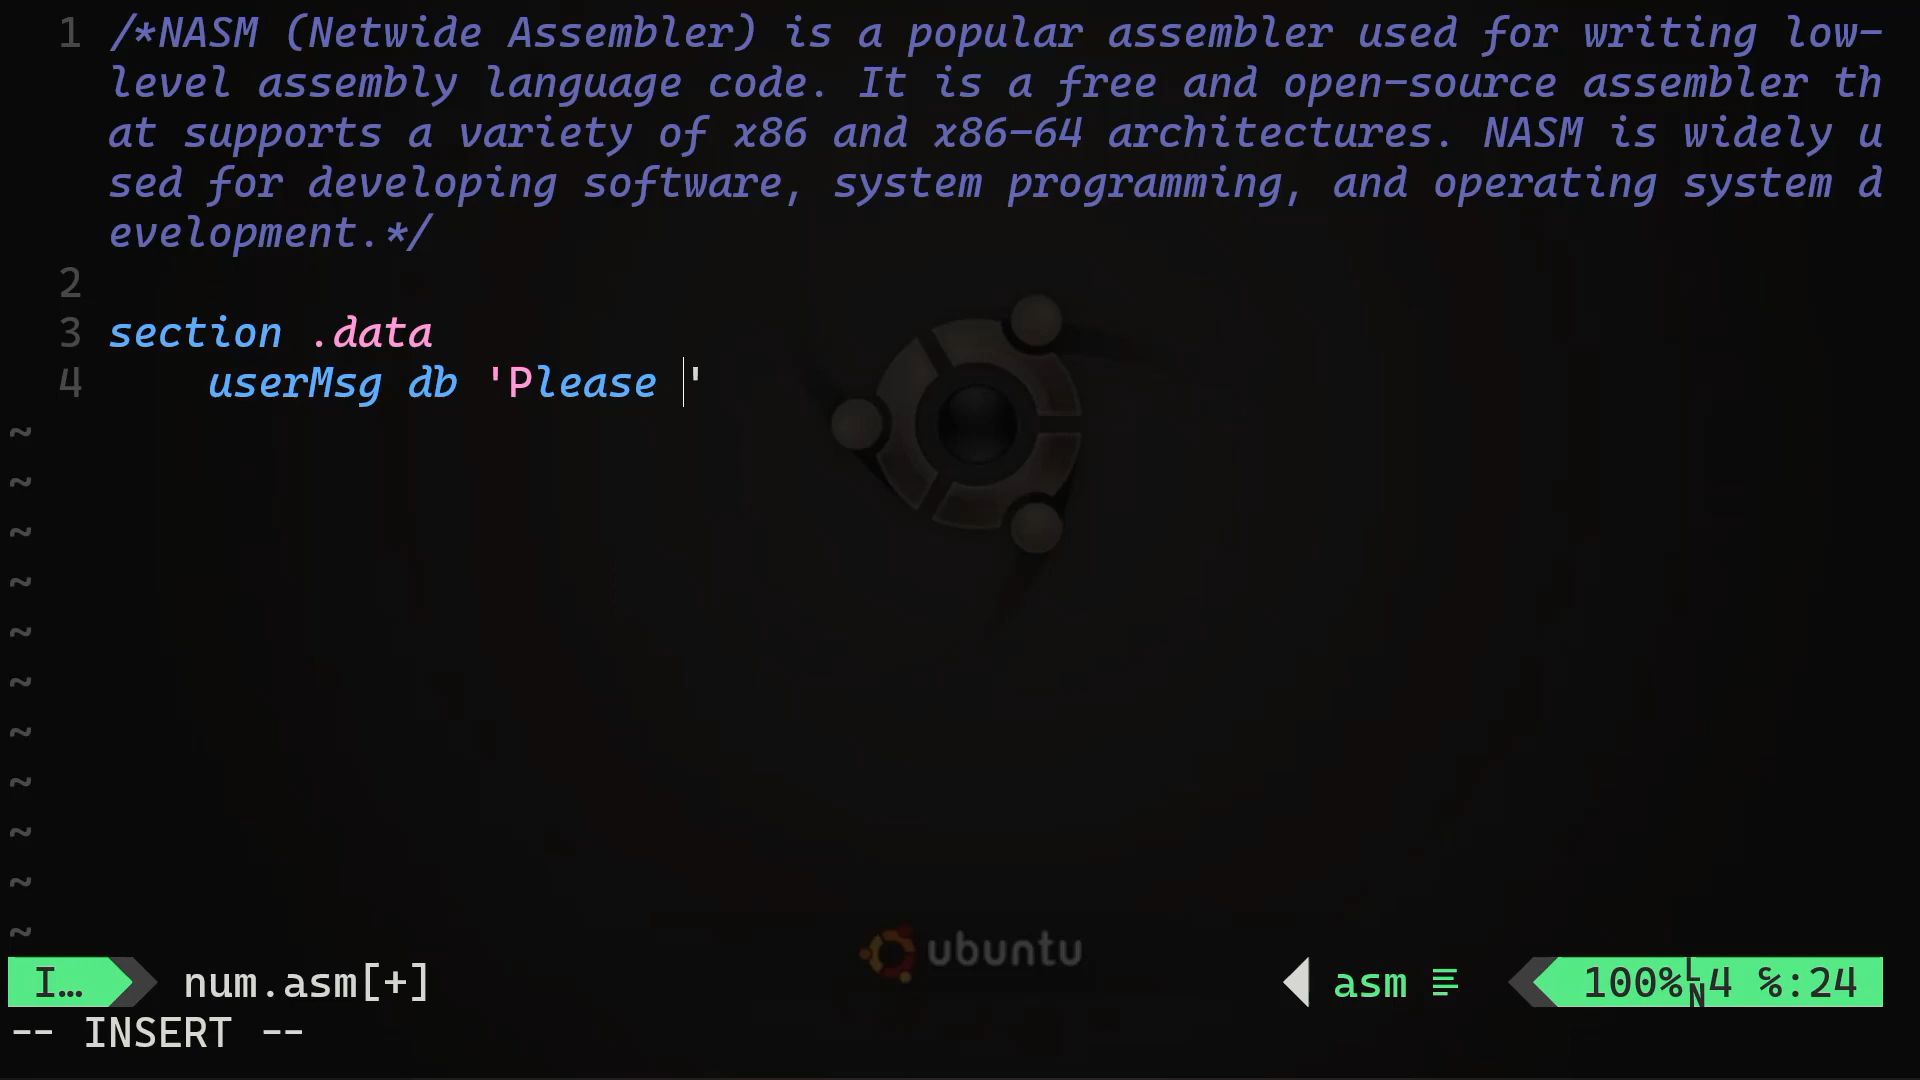 1 /*NASM (Netwide Assembler) is a popular assembler used for writing low-
level assembly language code. It is a free and open-source assembler th
at supports a variety of x86 and x86-64 architectures. NASM is widely u
sed for developing software, system programming, and operating system d
evelopment.*/
2
3 section .data
4     userMsg db 'Please '
~
~
~
~
~
~
~
~
~
~
~
ubuntu
I… num.asm[+] asm ☰ 100%␤4 ℅:24
-- INSERT --